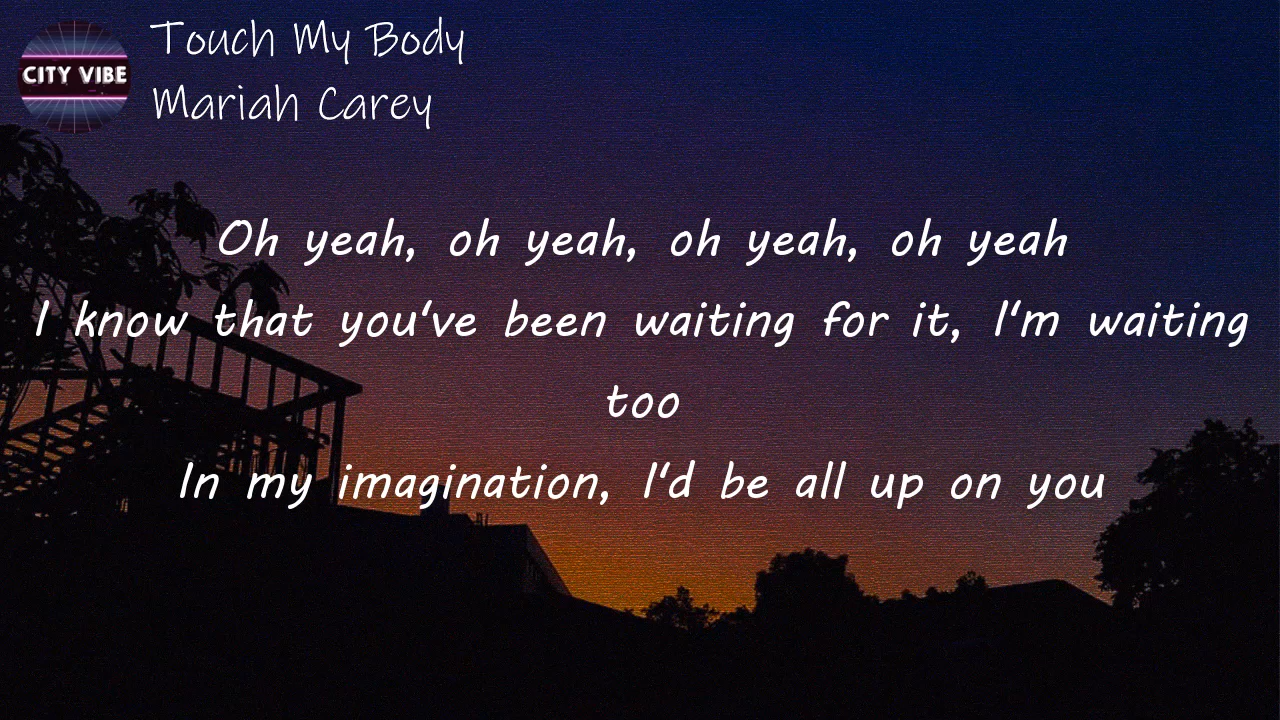 CITY VIBE
Touch My Body
Mariah Carey
Oh yeah, oh yeah, oh yeah, oh yeah
I know that you've been waiting for it, I'm waiting
too
In my imagination, I'd be all up on you